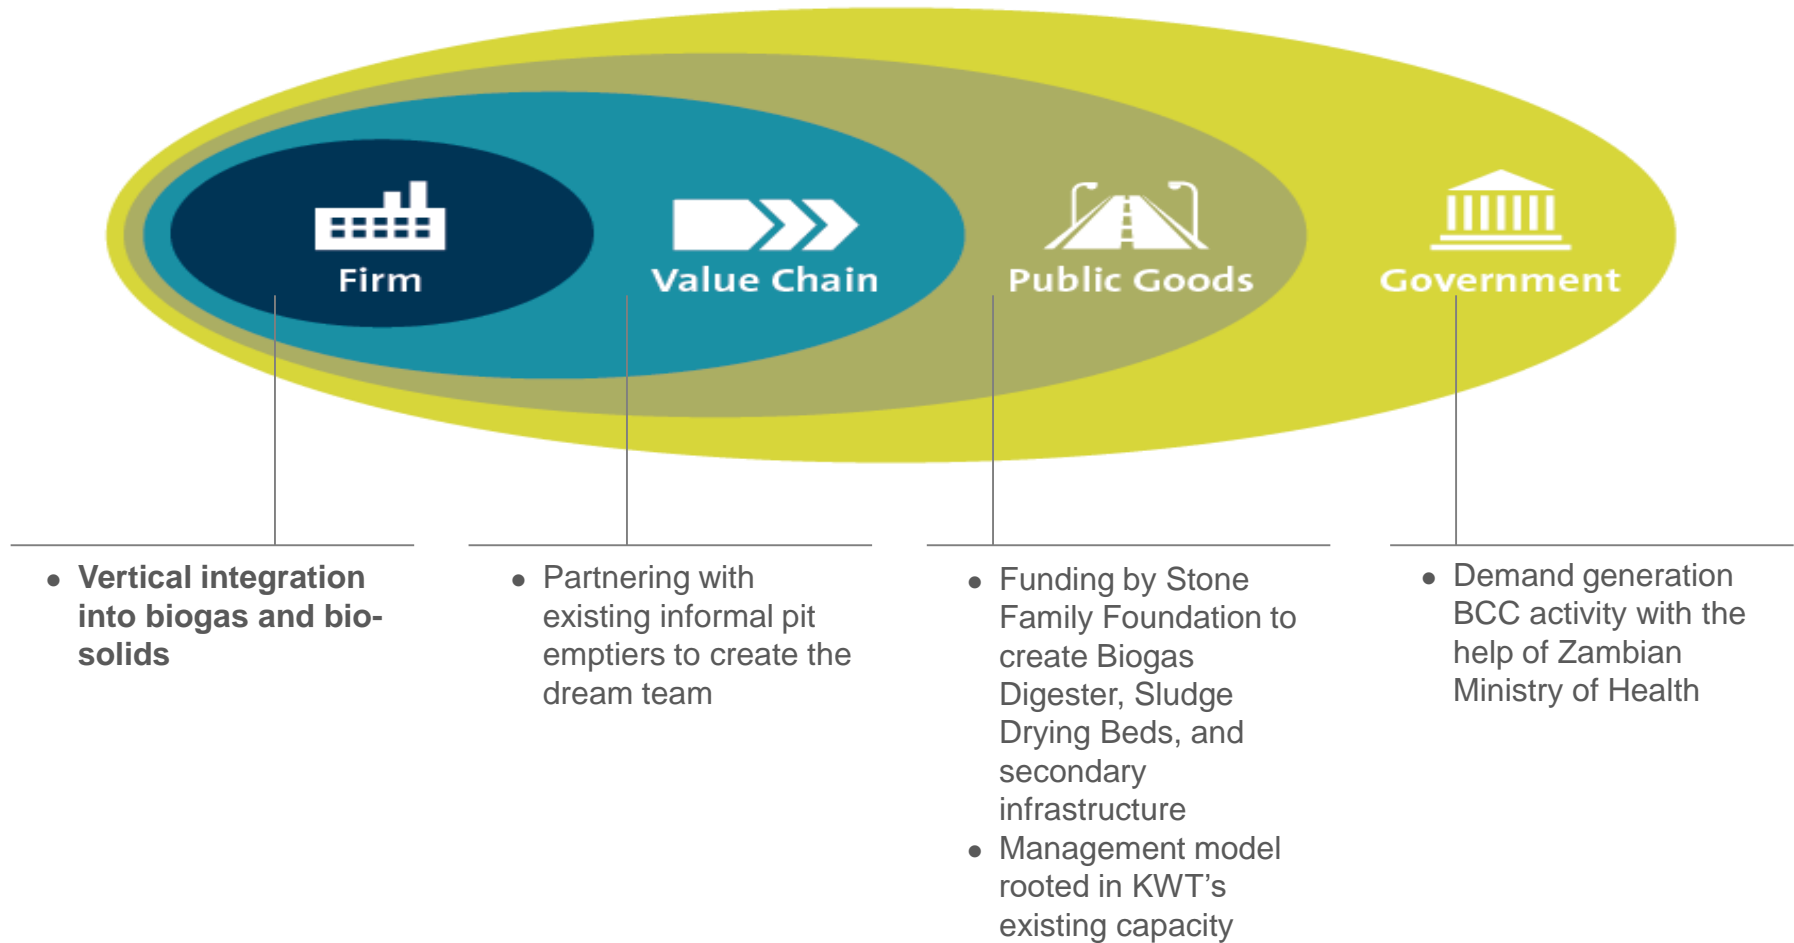 Firm
Value Chain
Public Goods
Government
● Vertical integration
into biogas and bio-
solids
● Partnering with
existing informal pit
emptiers to create the
dream team
● Funding by Stone
Family Foundation to
create Biogas
Digester, Sludge
Drying Beds, and
secondary
infrastructure
● Management model
rooted in KWT’s
existing capacity
● Demand generation
BCC activity with the
help of Zambian
Ministry of Health